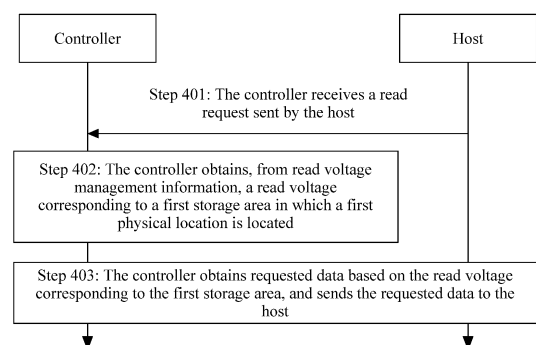 Controller
Host
Step 401: The controller receives a read
request sent by the host
Step 402: The controller obtains, from read voltage
management information, a read voltage
corresponding to a first storage area in which a first
physical location is located
Step 403: The controller obtains requested data based on the read voltage
corresponding to the first storage area, and sends the requested data to the
host